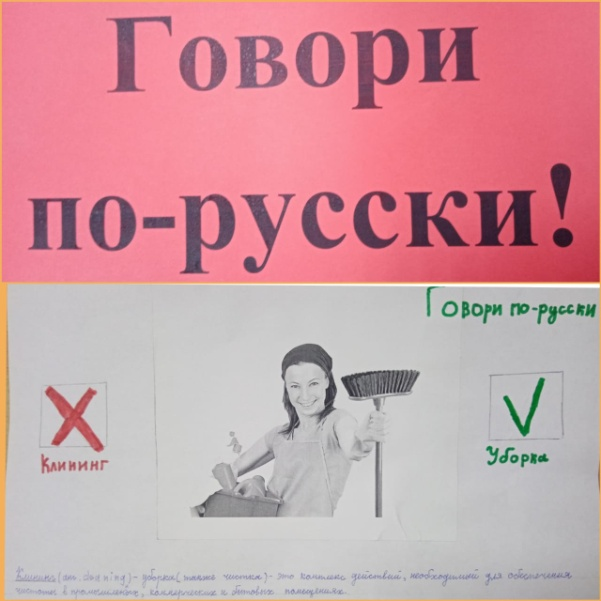 Говори
по-русски!
Говори по-русски
Клининг
Уборка
Клининг (англ. cleaning) - уборка (также чистка) - это комплекс действий, необходимый для обеспечения
чистоты в промышленных, коммерческих и бытовых помещениях.